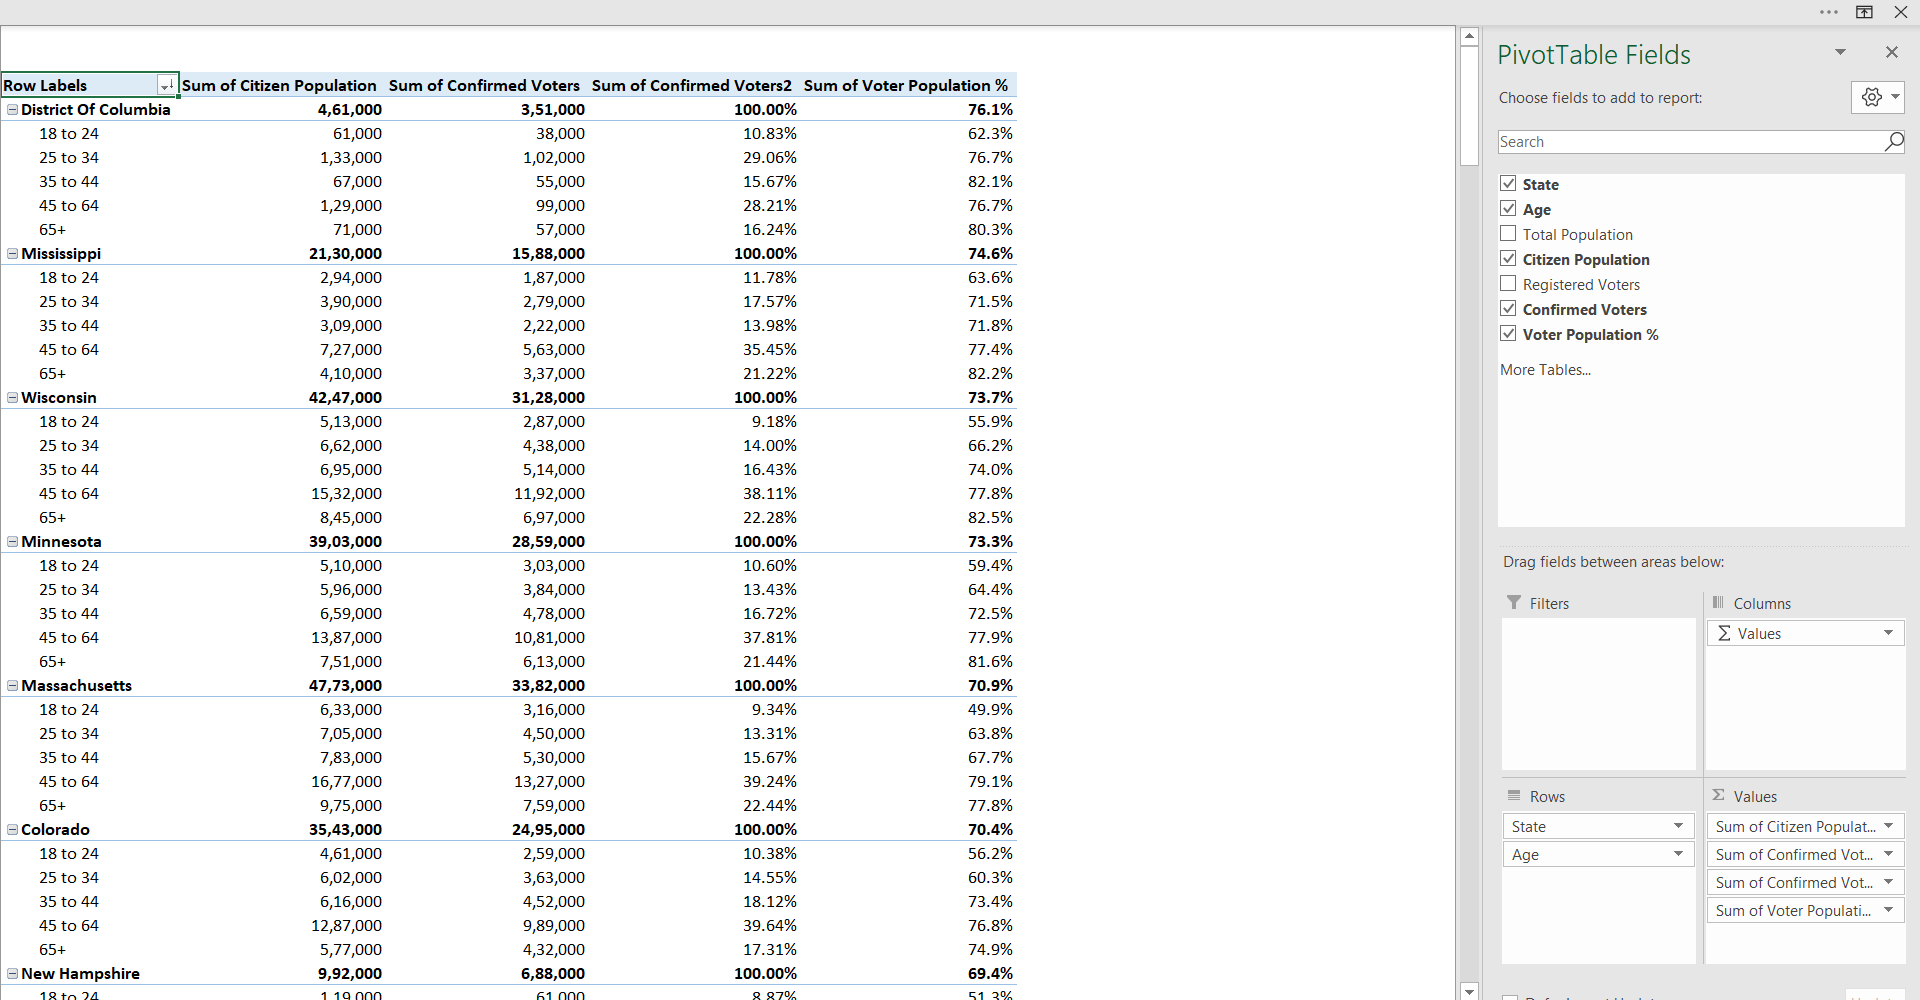 Row Labels Sum of Citizen Population Sum of Confirmed Voters Sum of Confirmed Voters2 Sum of Voter Population %
District Of Columbia 4,61,000 3,51,000 100.00% 76.1%
18 to 24 61,000 38,000 10.83% 62.3%
25 to 34 1,33,000 1,02,000 29.06% 76.7%
35 to 44 67,000 55,000 15.67% 82.1%
45 to 64 1,29,000 99,000 28.21% 76.7%
65+ 71,000 57,000 16.24% 80.3%
Mississippi 21,30,000 15,88,000 100.00% 74.6%
18 to 24 2,94,000 1,87,000 11.78% 63.6%
25 to 34 3,90,000 2,79,000 17.57% 71.5%
35 to 44 3,09,000 2,22,000 13.98% 71.8%
45 to 64 7,27,000 5,63,000 35.45% 77.4%
65+ 4,10,000 3,37,000 21.22% 82.2%
Wisconsin 42,47,000 31,28,000 100.00% 73.7%
18 to 24 5,13,000 2,87,000 9.18% 55.9%
25 to 34 6,62,000 4,38,000 14.00% 66.2%
35 to 44 6,95,000 5,14,000 16.43% 74.0%
45 to 64 15,32,000 11,92,000 38.11% 77.8%
65+ 8,45,000 6,97,000 22.28% 82.5%
Minnesota 39,03,000 28,59,000 100.00% 73.3%
18 to 24 5,10,000 3,03,000 10.60% 59.4%
25 to 34 5,96,000 3,84,000 13.43% 64.4%
35 to 44 6,59,000 4,78,000 16.72% 72.5%
45 to 64 13,87,000 10,81,000 37.81% 77.9%
65+ 7,51,000 6,13,000 21.44% 81.6%
Massachusetts 47,73,000 33,82,000 100.00% 70.9%
18 to 24 6,33,000 3,16,000 9.34% 49.9%
25 to 34 7,05,000 4,50,000 13.31% 63.8%
35 to 44 7,83,000 5,30,000 15.67% 67.7%
45 to 64 16,77,000 13,27,000 39.24% 79.1%
65+ 9,75,000 7,59,000 22.44% 77.8%
Colorado 35,43,000 24,95,000 100.00% 70.4%
18 to 24 4,61,000 2,59,000 10.38% 56.2%
25 to 34 6,02,000 3,63,000 14.55% 60.3%
35 to 44 6,16,000 4,52,000 18.12% 73.4%
45 to 64 12,87,000 9,89,000 39.64% 76.8%
65+ 5,77,000 4,32,000 17.31% 74.9%
New Hampshire 9,92,000 6,88,000 100.00% 69.4%
18 to 24 1,19,000 61,000 8.87% 51.3%
PivotTable Fields
Choose fields to add to report:
Search
State
Age
Total Population
Citizen Population
Registered Voters
Confirmed Voters
Voter Population %
More Tables...
Drag fields between areas below:
Filters
Columns
Σ Values
Rows
State
Age
Σ Values
Sum of Citizen Populat...
Sum of Confirmed Vot...
Sum of Confirmed Vot...
Sum of Voter Populati...